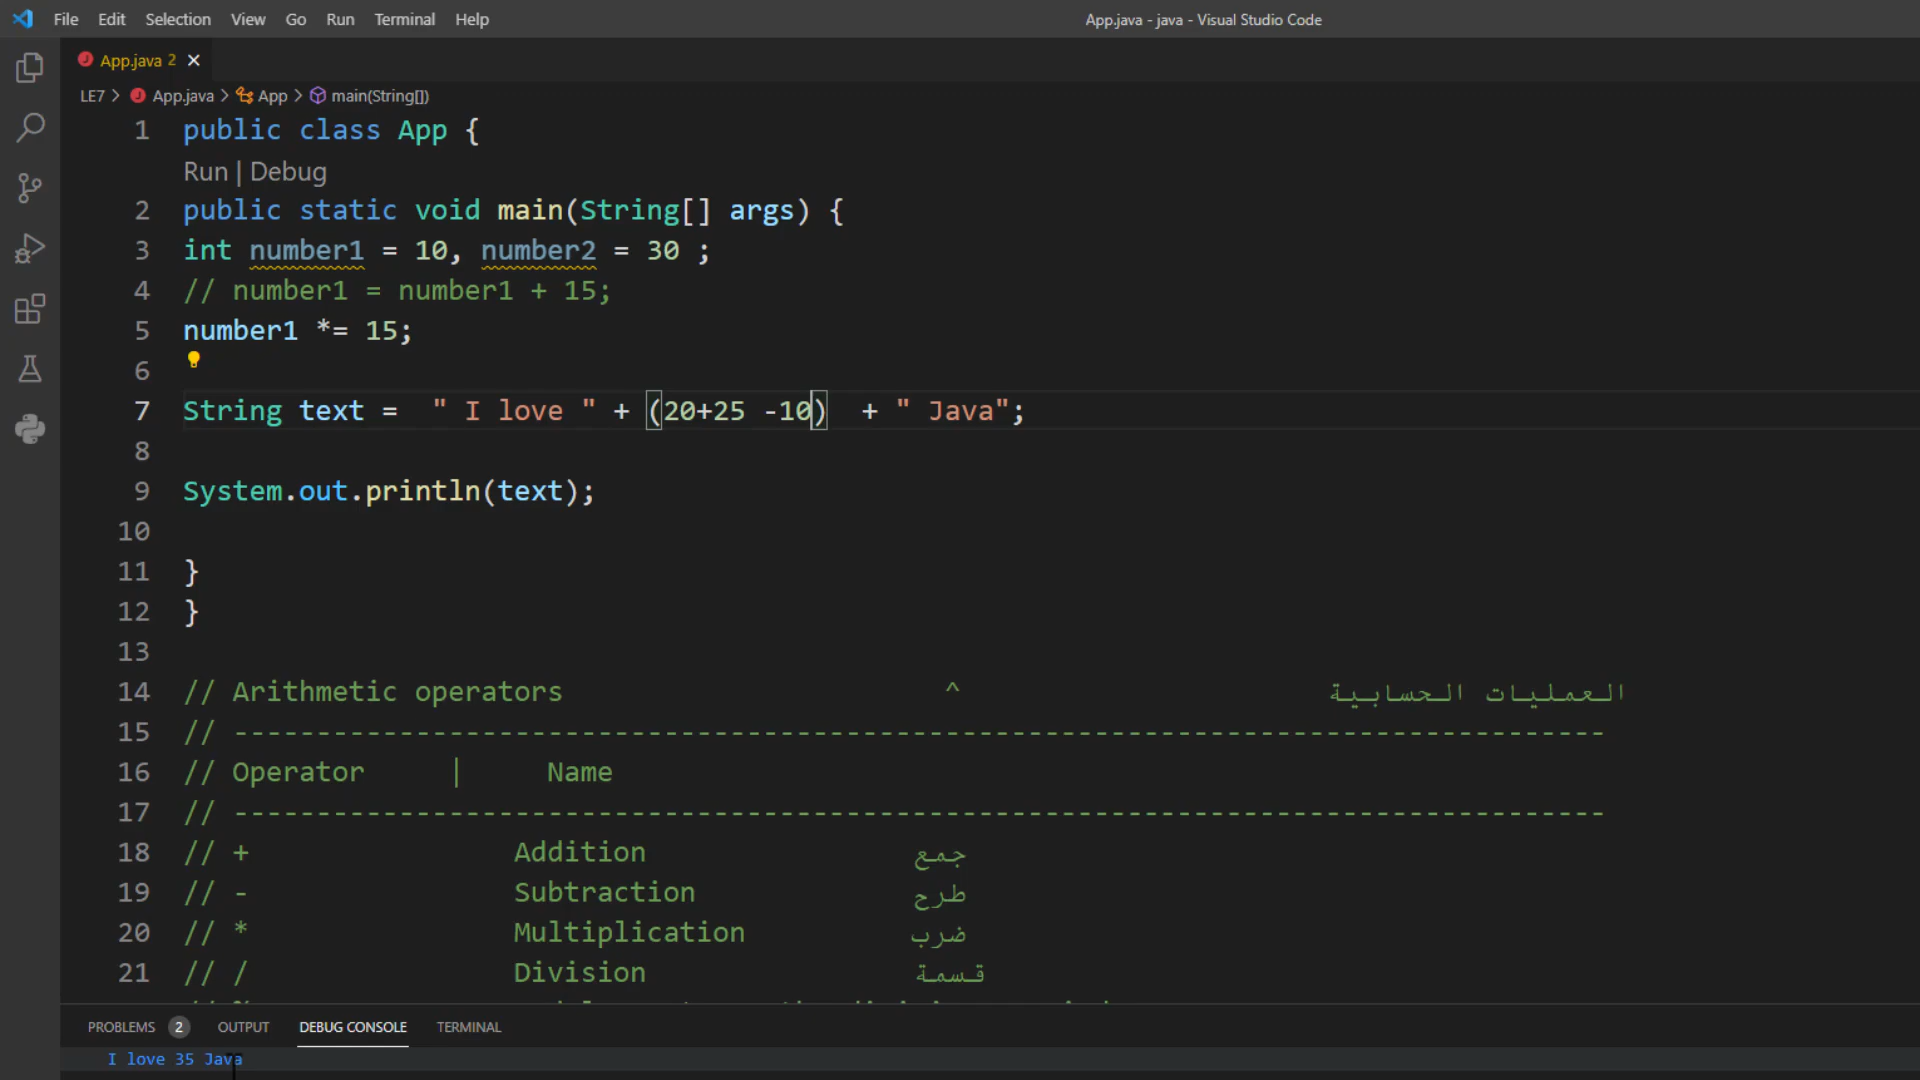 File Edit Selection View Go Run Terminal Help
App.java - java - Visual Studio Code
App.java 2
LE7 > App.java > App > main(String[])
1 public class App {
Run | Debug
2 public static void main(String[] args) {
3 int number1 = 10, number2 = 30 ;
4 // number1 = number1 + 15;
5 number1 *= 15;
6
7 String text = " I love " + (20+25 -10) + " Java";
8
9 System.out.println(text);
10
11 }
12 }
13
14 // Arithmetic operators ^ العمليات الحسابية
15 // -----------------------------------------------------------------------------------
16 // Operator | Name
17 // -----------------------------------------------------------------------------------
18 // + Addition جمع
19 // - Subtraction طرح
20 // * Multiplication ضرب
21 // / Division قسمة
PROBLEMS 2 OUTPUT DEBUG CONSOLE TERMINAL
I love 35 Java